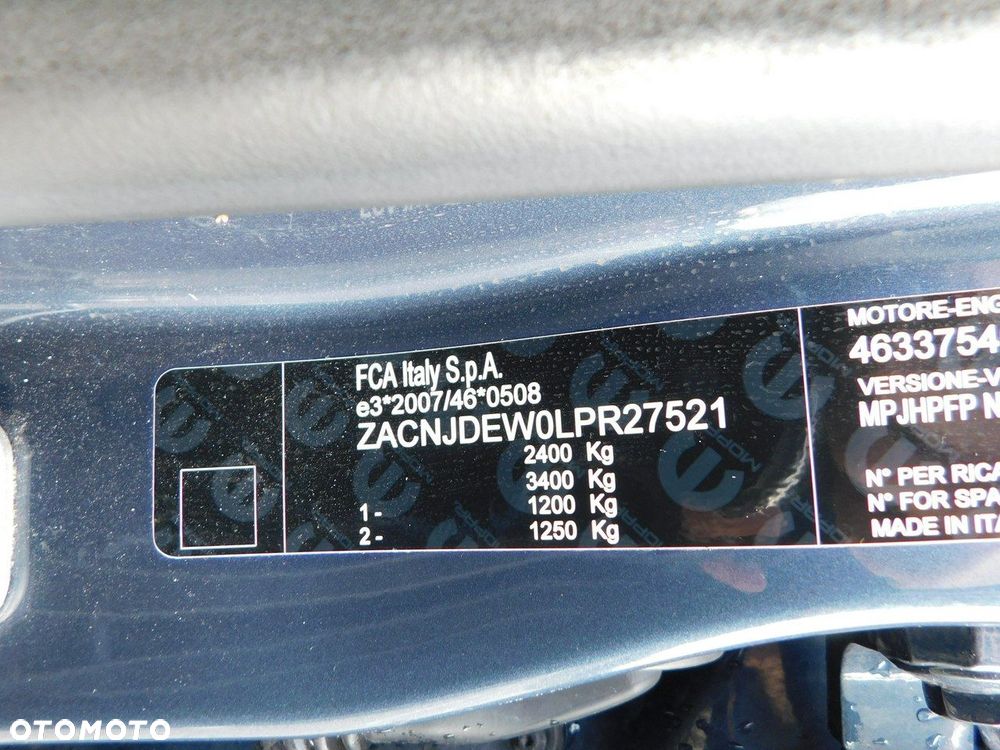 FCA Italy S.p.A.
e3*2007/46*0508
ZACNJDEW0LPR27521
2400 Kg
3400 Kg
1- 1200 Kg
2- 1250 Kg
MOTORE-ENG
4633754
VERSIONE-V
MPJHPFP N
N° PER RICA
N° FOR SPA
MADE IN ITA
MOPAR
OTOMOTO